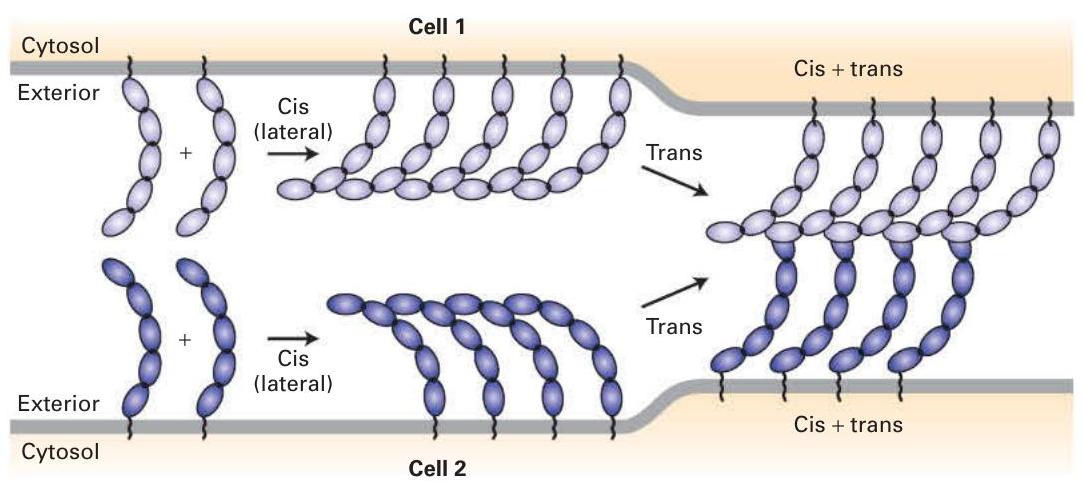 Cell 1
Cytosol
Exterior
Cis + trans
Cis
(lateral)
+
Trans
+
Cis
(lateral)
Trans
Exterior
Cytosol
Cis + trans
Cell 2